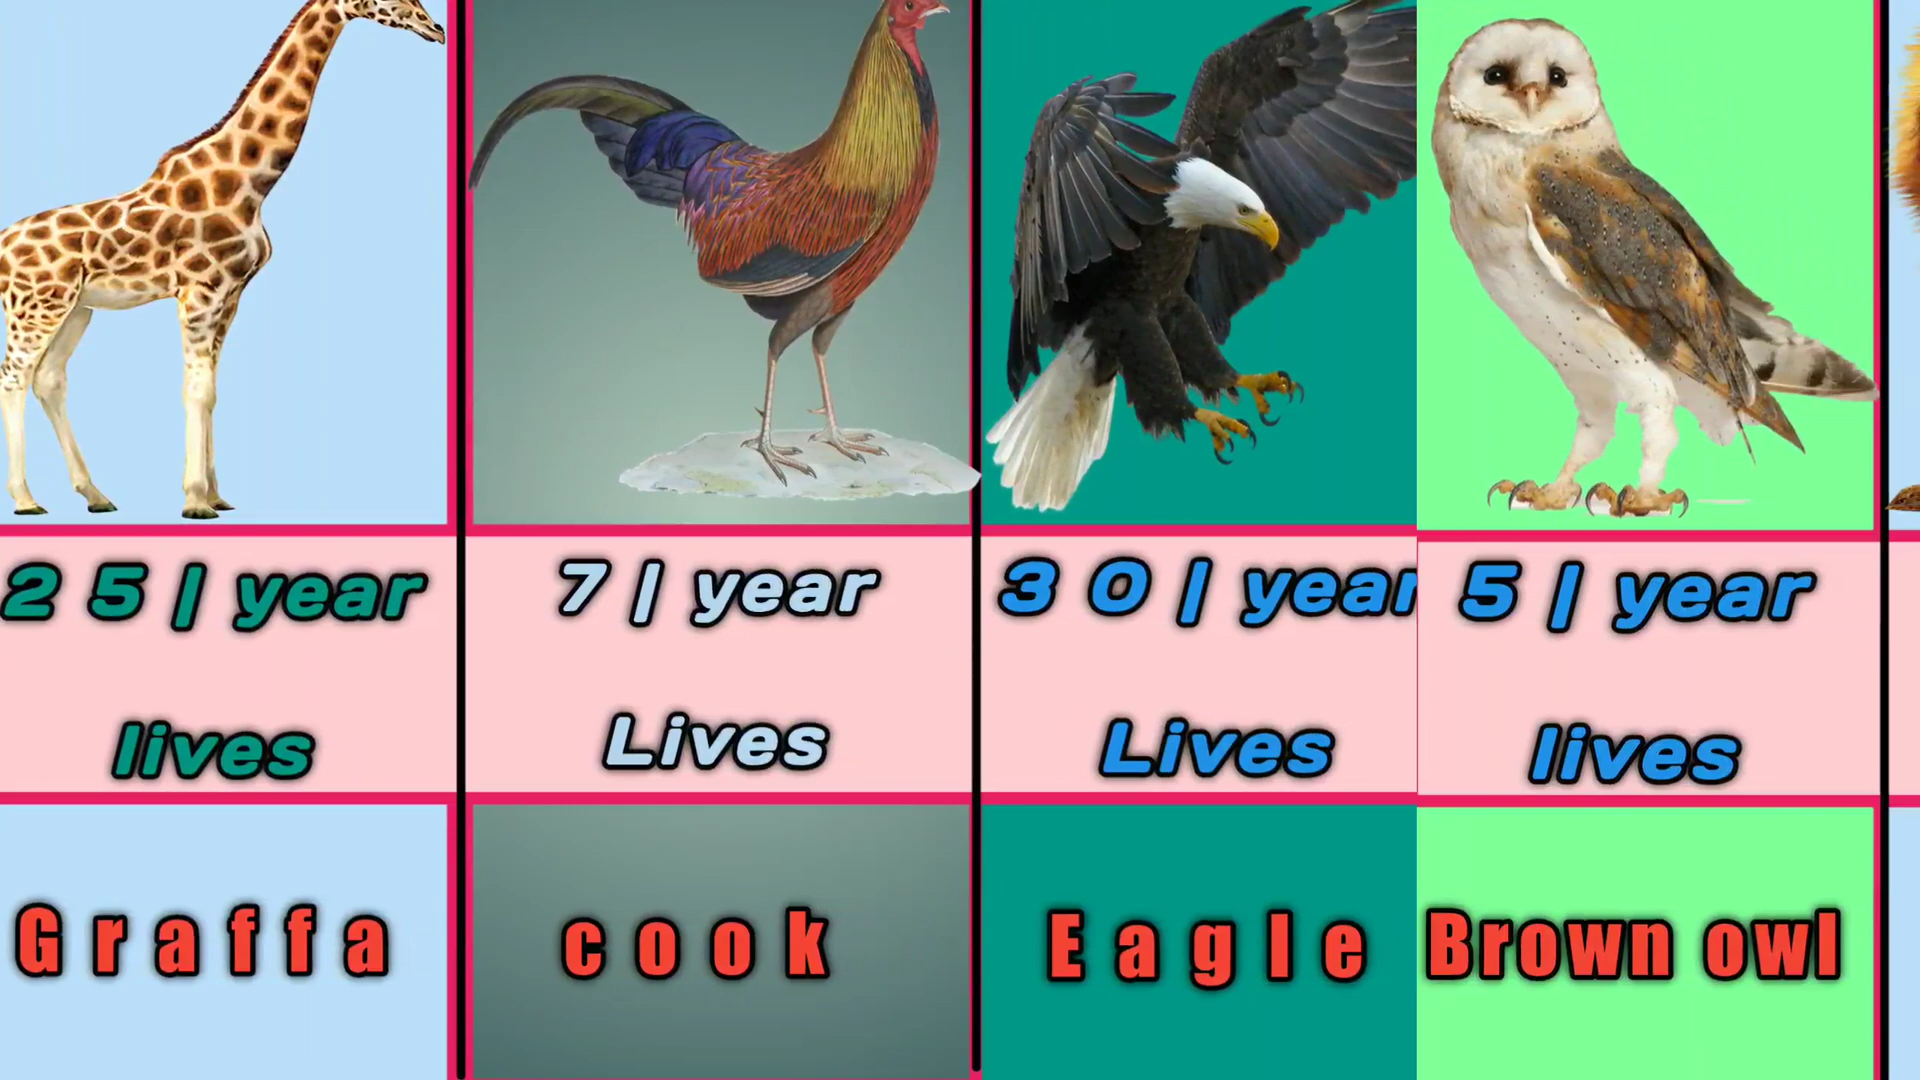 2 5 | year
lives
G r a f f a
7 | year
Lives
c o o k
3 0 | year
Lives
E a g l e
5 | year
lives
Brown owl